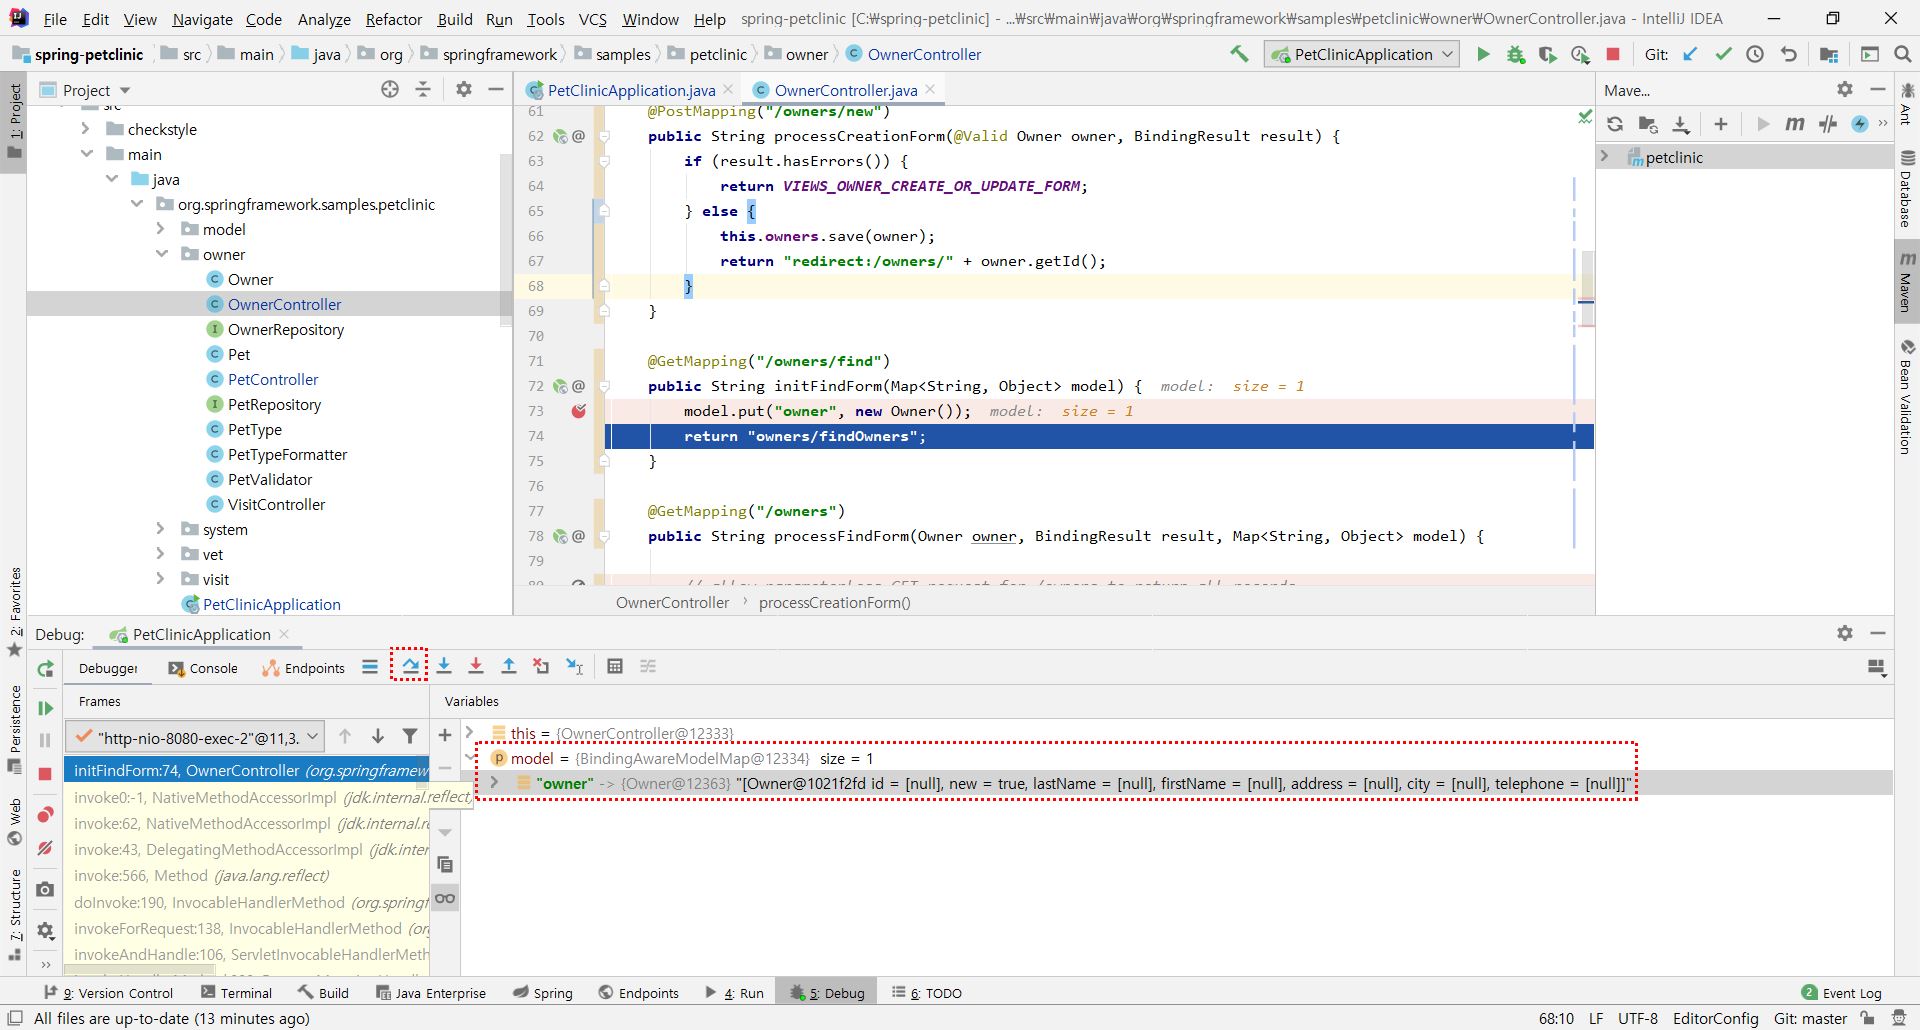 File Edit View Navigate Code Analyze Refactor Build Run Tools VCS Window Help spring-petclinic [C:₩spring-petclinic] - ...₩src₩main₩java₩org₩springframework₩samples₩petclinic₩owner₩OwnerController.java - IntelliJ IDEA
spring-petclinic src main java org springframework samples petclinic owner OwnerController PetClinicApplication Git:
Project
PetClinicApplication.java OwnerController.java
Mave...
1: Project
2: Favorites
Persistence
Web
7: Structure
checkstyle
main
java
org.springframework.samples.petclinic
model
owner
Owner
OwnerController
OwnerRepository
Pet
PetController
PetRepository
PetType
PetTypeFormatter
PetValidator
VisitController
system
vet
visit
PetClinicApplication
61 @PostMapping("/owners/new")
62 public String processCreationForm(@Valid Owner owner, BindingResult result) {
63 if (result.hasErrors()) {
64 return VIEWS_OWNER_CREATE_OR_UPDATE_FORM;
65 } else {
66 this.owners.save(owner);
67 return "redirect:/owners/" + owner.getId();
68 }
69 }
70
71 @GetMapping("/owners/find")
72 public String initFindForm(Map<String, Object> model) { model: size = 1
73 model.put("owner", new Owner()); model: size = 1
74 return "owners/findOwners";
75 }
76
77 @GetMapping("/owners")
78 public String processFindForm(Owner owner, BindingResult result, Map<String, Object> model) {
79
OwnerController processCreationForm()
petclinic
Ant
Database
Maven
Bean Validation
Debug: PetClinicApplication
Debugger Console Endpoints
Frames
Variables
"http-nio-8080-exec-2"@11,3...
initFindForm:74, OwnerController (org.springframew
invoke0:-1, NativeMethodAccessorImpl (jdk.internal.reflect)
invoke:62, NativeMethodAccessorImpl (jdk.internal.re
invoke:43, DelegatingMethodAccessorImpl (jdk.inter
invoke:566, Method (java.lang.reflect)
doInvoke:190, InvocableHandlerMethod (org.springf
invokeForRequest:138, InvocableHandlerMethod (org
invokeAndHandle:106, ServletInvocableHandlerMeth
this = {OwnerController@12333}
model = {BindingAwareModelMap@12334} size = 1
"owner" -> {Owner@12363} "[Owner@1021f2fd id = [null], new = true, lastName = [null], firstName = [null], address = [null], city = [null], telephone = [null]]"
9: Version Control Terminal Build Java Enterprise Spring Endpoints 4: Run 5: Debug 6: TODO 2 Event Log
All files are up-to-date (13 minutes ago) 68:10 LF UTF-8 EditorConfig Git: master